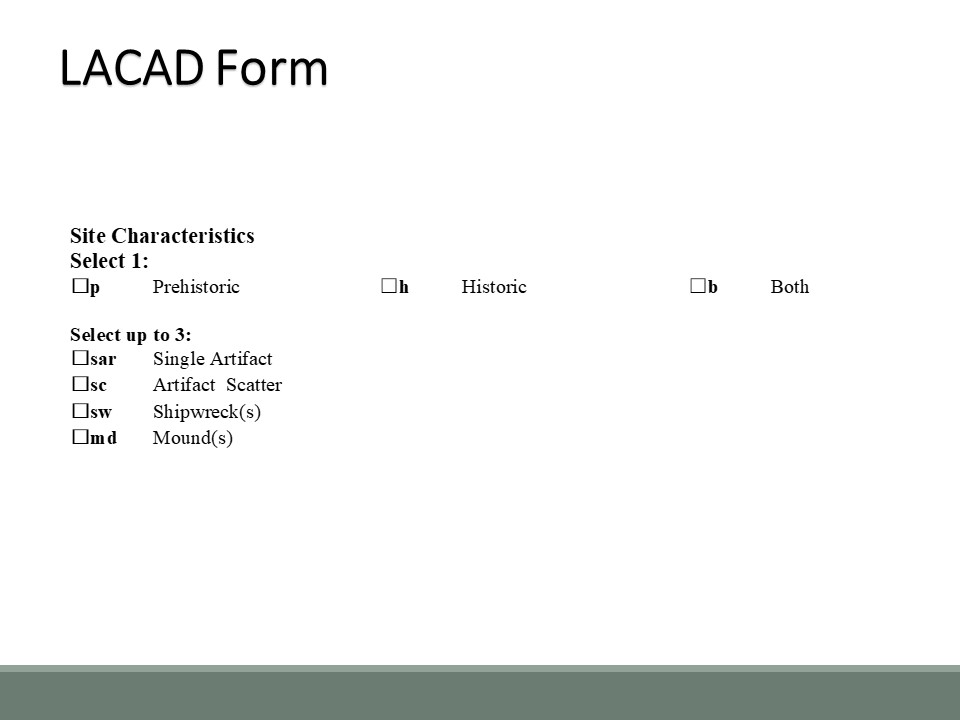 LACAD Form
Site Characteristics
Select 1:
☐p Prehistoric ☐h Historic ☐b Both
Select up to 3:
☐sar Single Artifact
☐sc Artifact Scatter
☐sw Shipwreck(s)
☐md Mound(s)